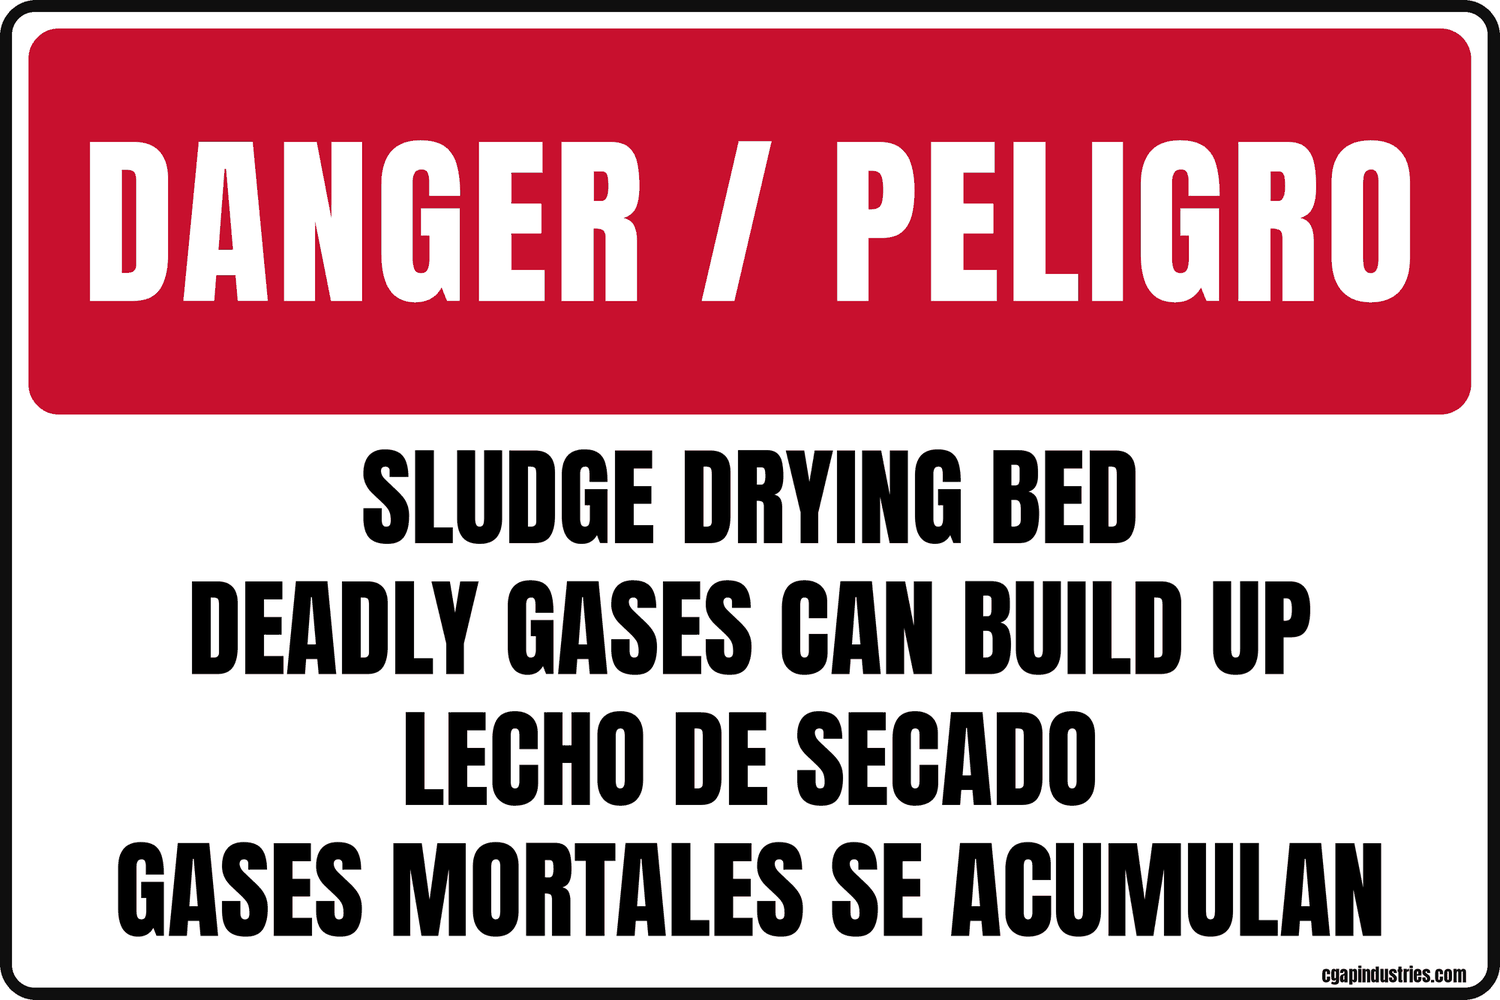 DANGER / PELIGRO
SLUDGE DRYING BED
DEADLY GASES CAN BUILD UP
LECHO DE SECADO
GASES MORTALES SE ACUMULAN
cgapindustries.com